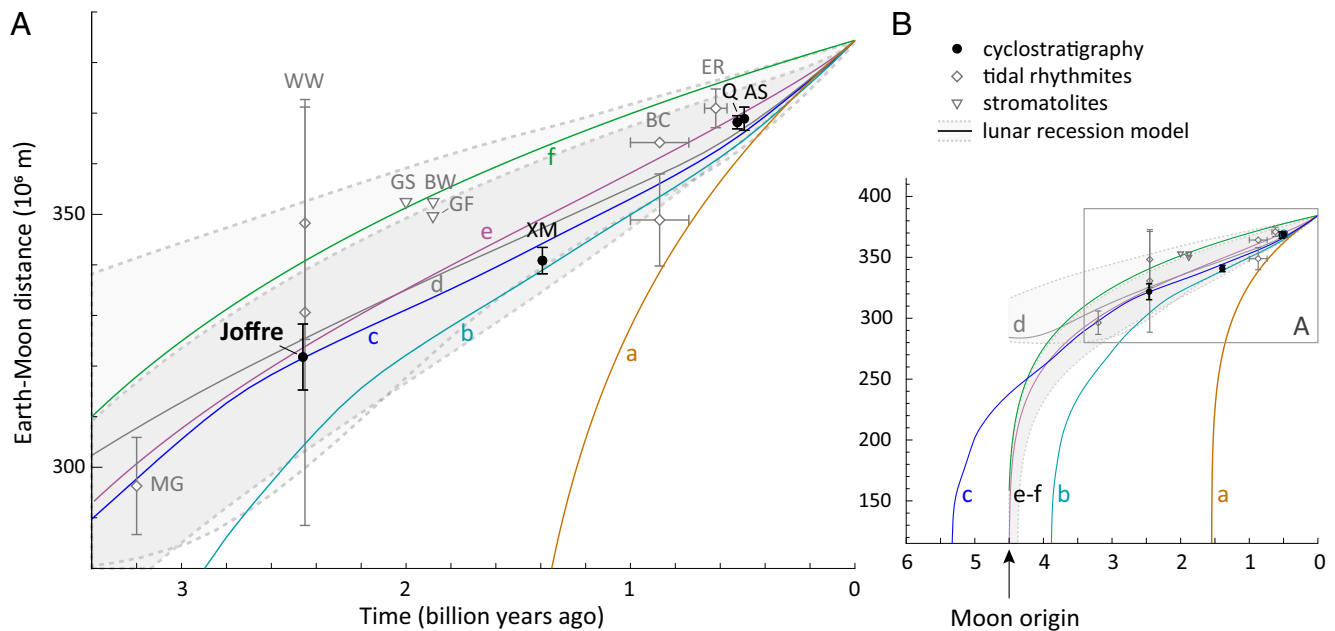 A
WW
ER
Q AS
BC
f
GS BW
GF
e
XM
d
Joffre
c
b
a
MG
350
300
Earth-Moon distance (10⁶ m)
3 2 1 0
Time (billion years ago)
B
cyclostratigraphy
tidal rhythmites
stromatolites
lunar recession model
400
350
300
250
200
150
d
A
c
e-f
b
a
6 5 4 3 2 1 0
Moon origin